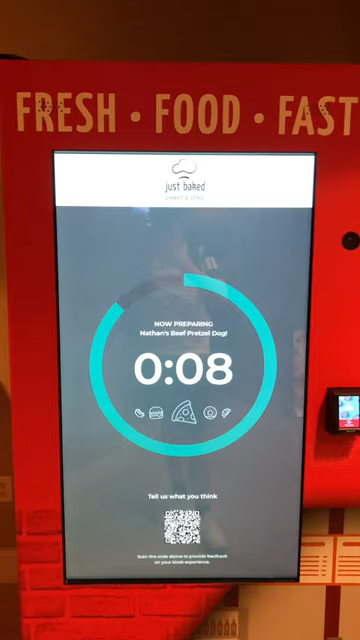 FRESH • FOOD • FAST
just baked
SMART BISTRO
NOW PREPARING
Nathan's Beef Pretzel Dog!
0:08
Tell us what you think
Scan the code above to provide feedback
on your kiosk experience.